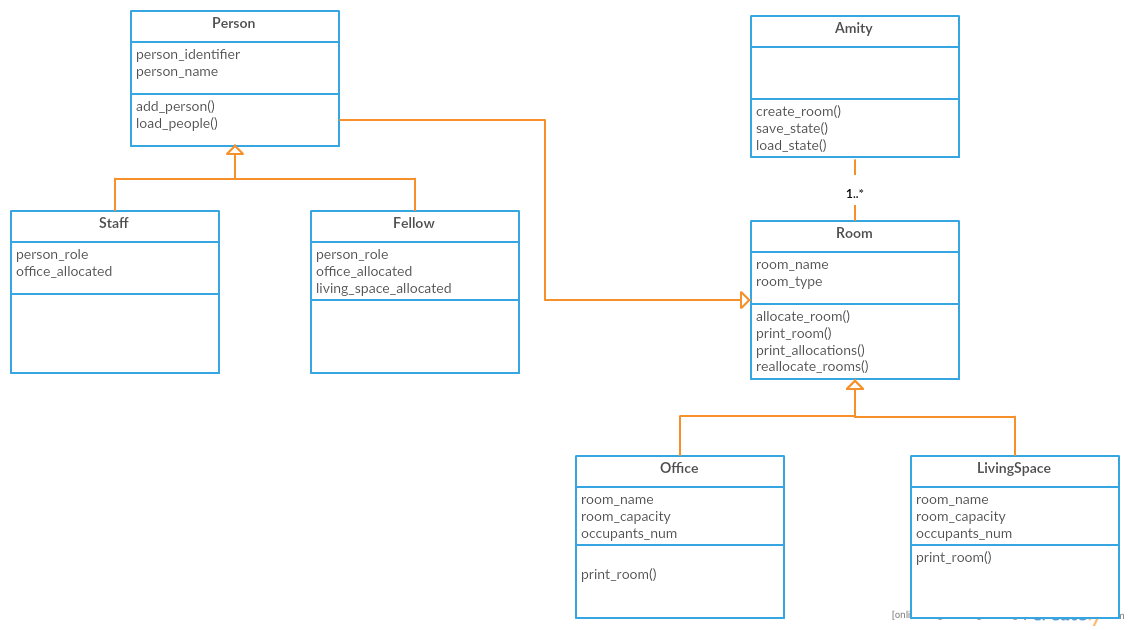 Person
person_identifier
person_name
add_person()
load_people()
Amity
create_room()
save_state()
load_state()
1..*
Staff
person_role
office_allocated
Fellow
person_role
office_allocated
living_space_allocated
Room
room_name
room_type
allocate_room()
print_room()
print_allocations()
reallocate_rooms()
Office
room_name
room_capacity
occupants_num
print_room()
LivingSpace
room_name
room_capacity
occupants_num
print_room()